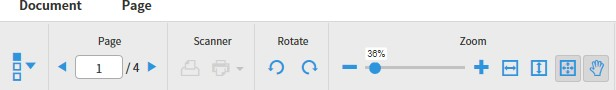 Document Page
Page Scanner Rotate Zoom
36%
1 / 4